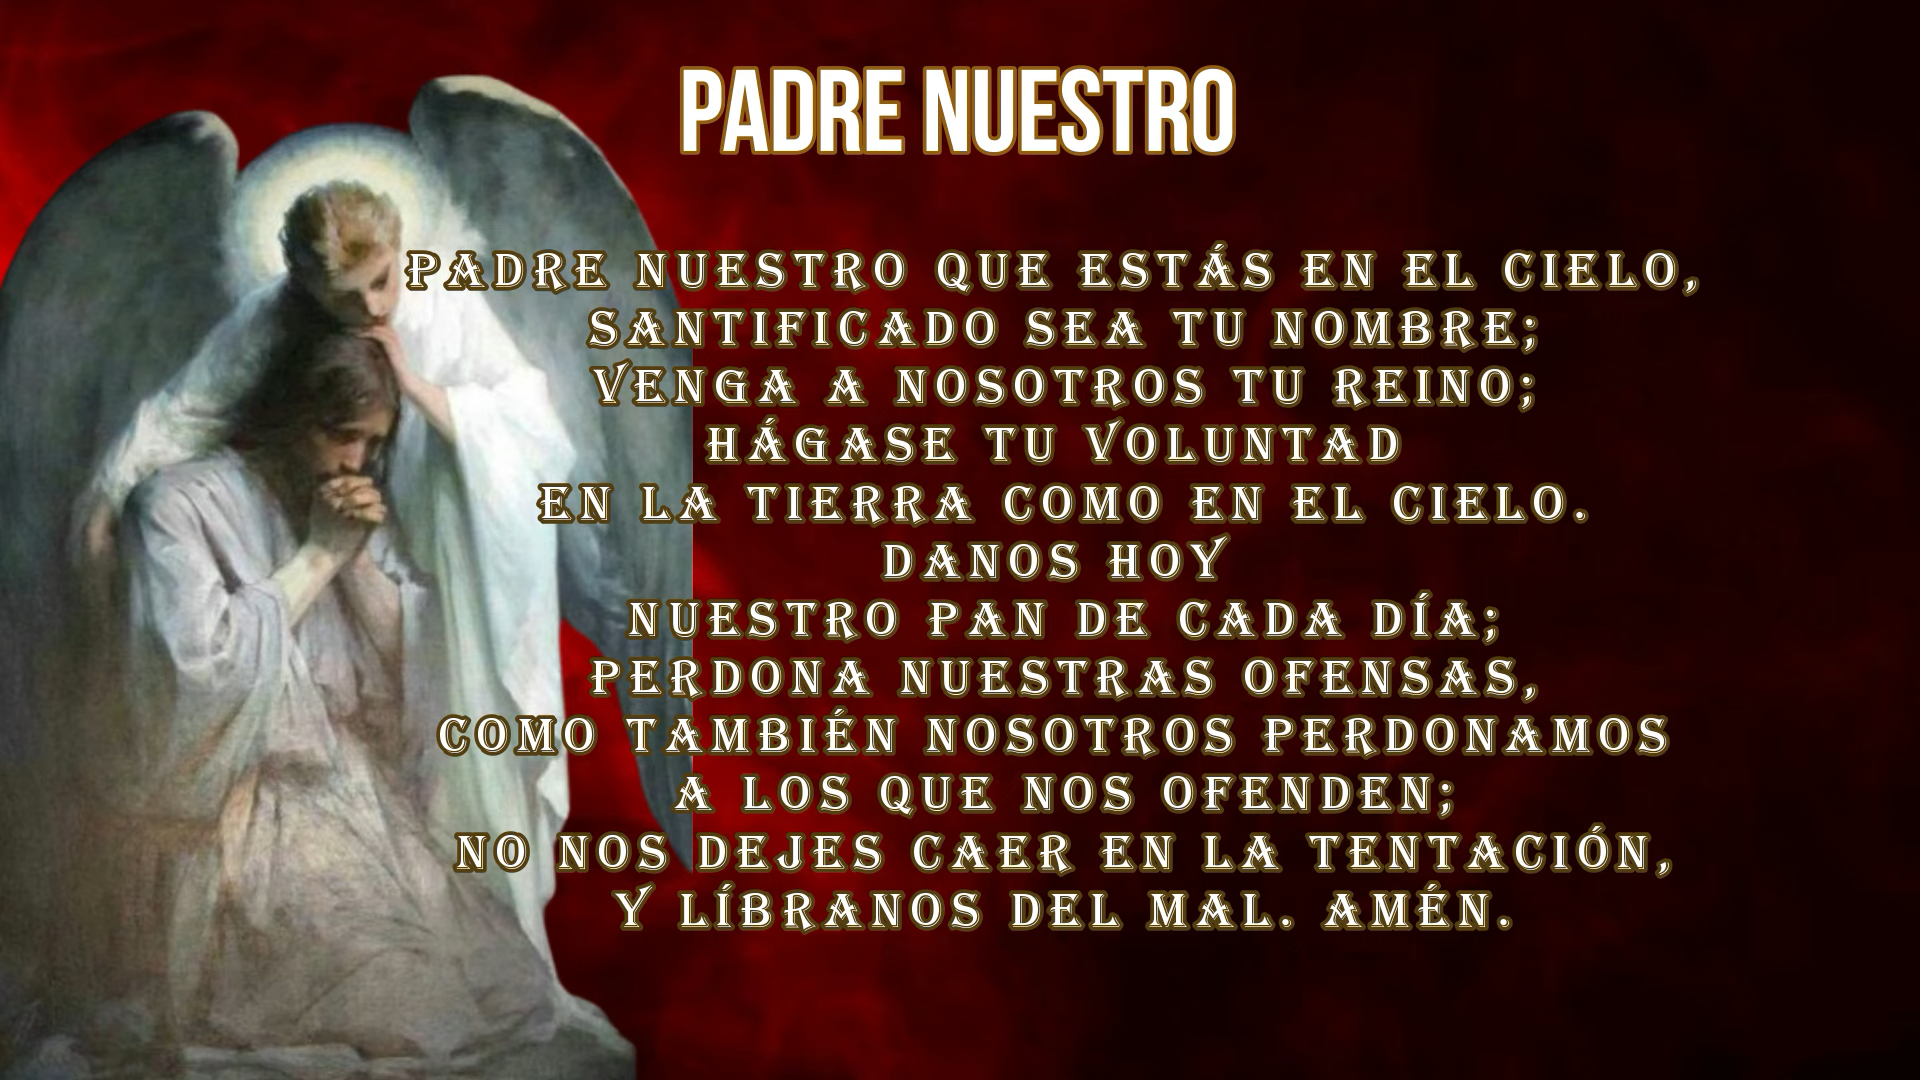 PADRE NUESTRO
PADRE NUESTRO QUE ESTÁS EN EL CIELO,
SANTIFICADO SEA TU NOMBRE;
VENGA A NOSOTROS TU REINO;
HÁGASE TU VOLUNTAD
EN LA TIERRA COMO EN EL CIELO.
DANOS HOY
NUESTRO PAN DE CADA DÍA;
PERDONA NUESTRAS OFENSAS,
COMO TAMBIÉN NOSOTROS PERDONAMOS
A LOS QUE NOS OFENDEN;
NO NOS DEJES CAER EN LA TENTACIÓN,
Y LÍBRANOS DEL MAL. AMÉN.